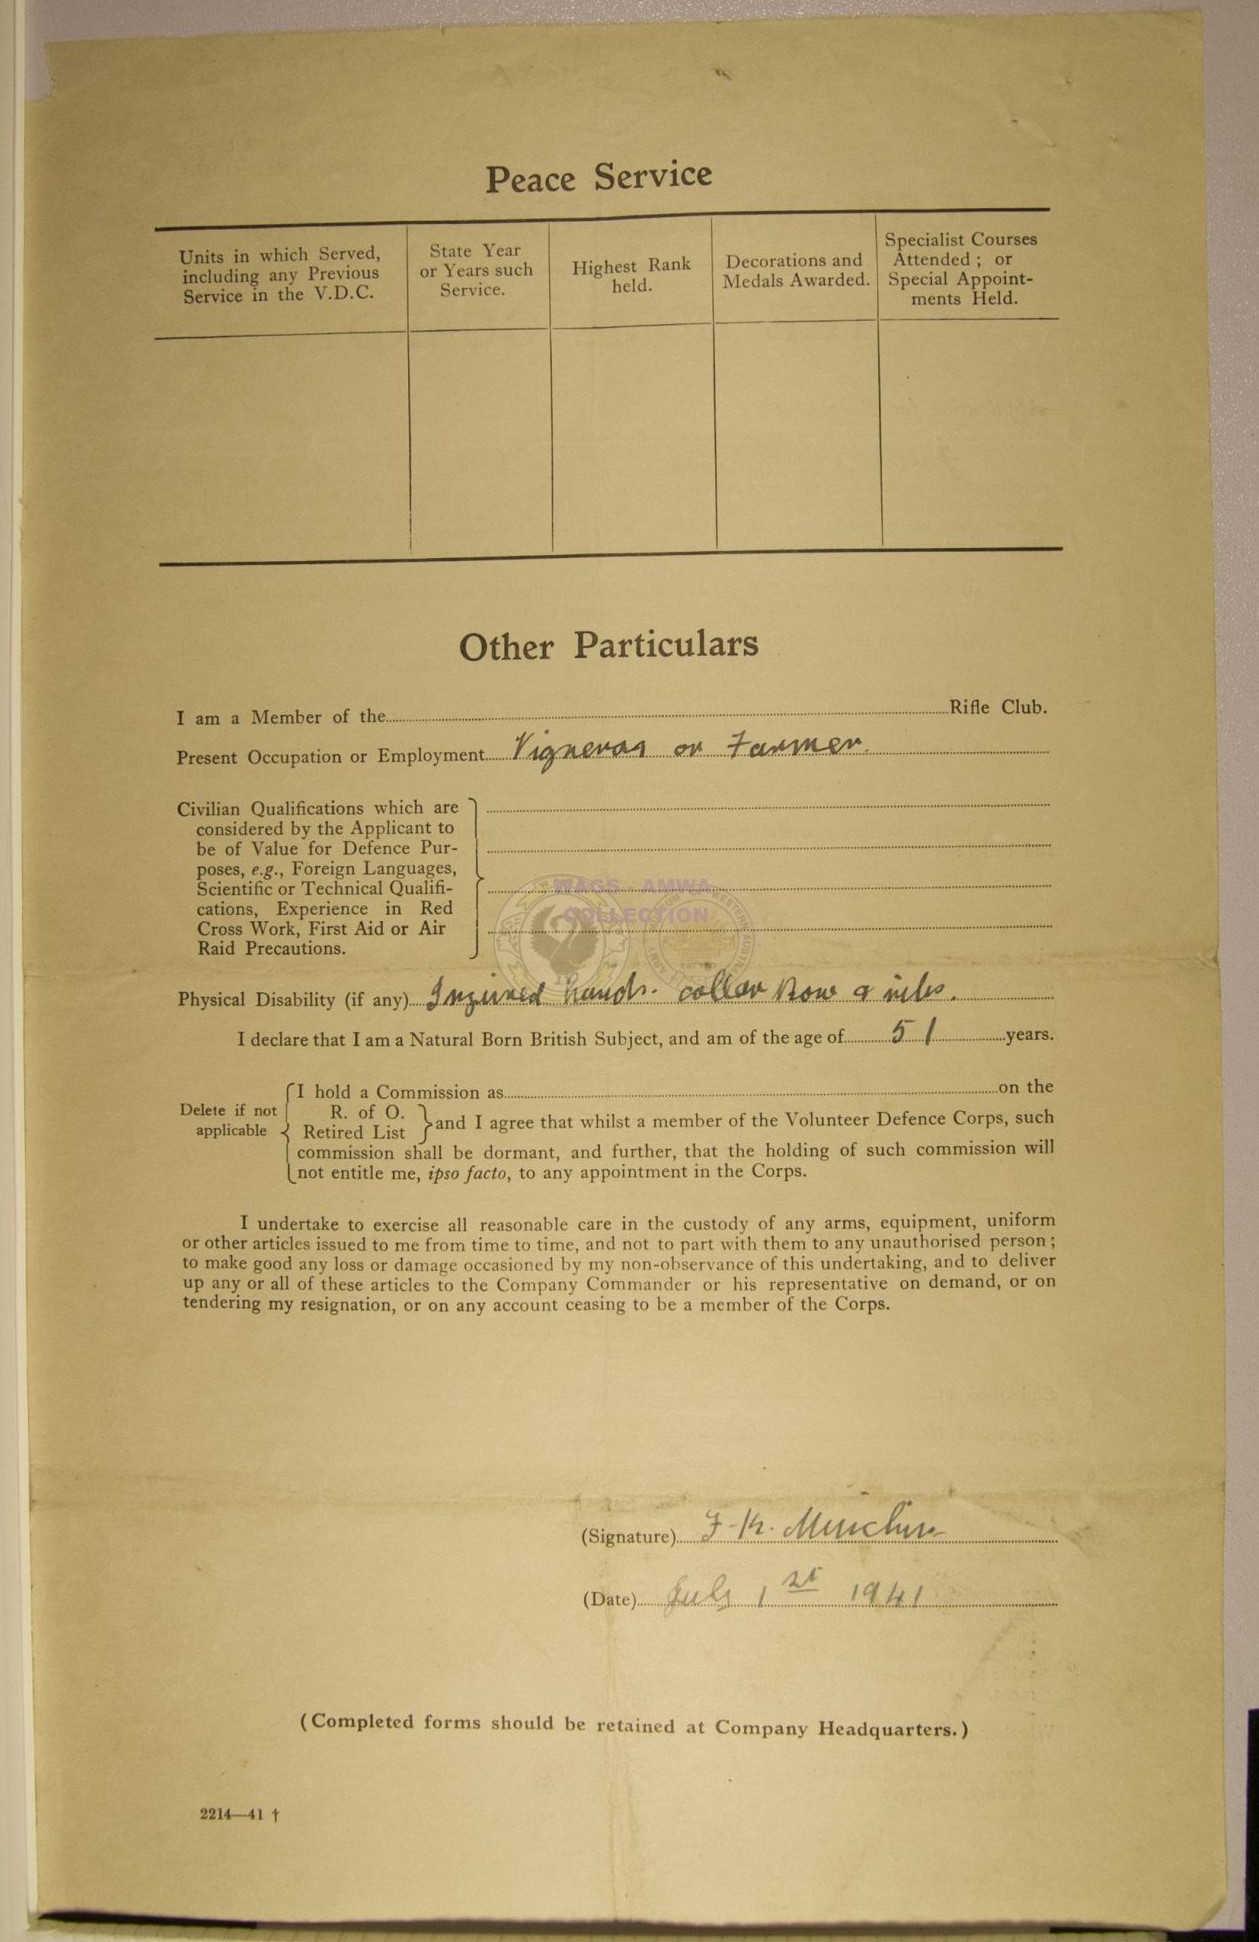 Peace Service
Units in which Served, including any Previous Service in the V.D.C.
State Year or Years such Service.
Highest Rank held.
Decorations and Medals Awarded.
Specialist Courses Attended ; or Special Appoint- ments Held.
Other Particulars
I am a Member of the Rifle Club.
Present Occupation or Employment Vigneron or Farmer.
Civilian Qualifications which are
considered by the Applicant to
be of Value for Defence Pur-
poses, e.g., Foreign Languages,
Scientific or Technical Qualifi-
cations, Experience in Red
Cross Work, First Aid or Air
Raid Precautions.
WAGS - AMWA
COLLECTION
Physical Disability (if any) Injured hands. collar Bow & ribs.
I declare that I am a Natural Born British Subject, and am of the age of 51 years.
Delete if not
applicable
I hold a Commission as on the
R. of O.
Retired List
and I agree that whilst a member of the Volunteer Defence Corps, such
commission shall be dormant, and further, that the holding of such commission will
not entitle me, ipso facto, to any appointment in the Corps.
I undertake to exercise all reasonable care in the custody of any arms, equipment, uniform
or other articles issued to me from time to time, and not to part with them to any unauthorised person ;
to make good any loss or damage occasioned by my non-observance of this undertaking, and to deliver
up any or all of these articles to the Company Commander or his representative on demand, or on
tendering my resignation, or on any account ceasing to be a member of the Corps.
(Signature) F. K. Minchin
(Date) July 1st 1941
(Completed forms should be retained at Company Headquarters.)
2214—41 †